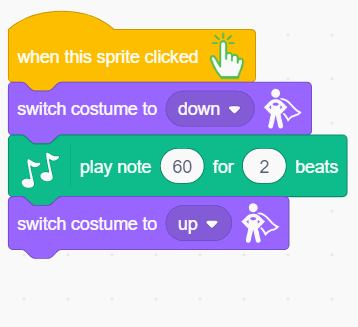 when this sprite clicked
switch costume to down
play note 60 for 2 beats
switch costume to up